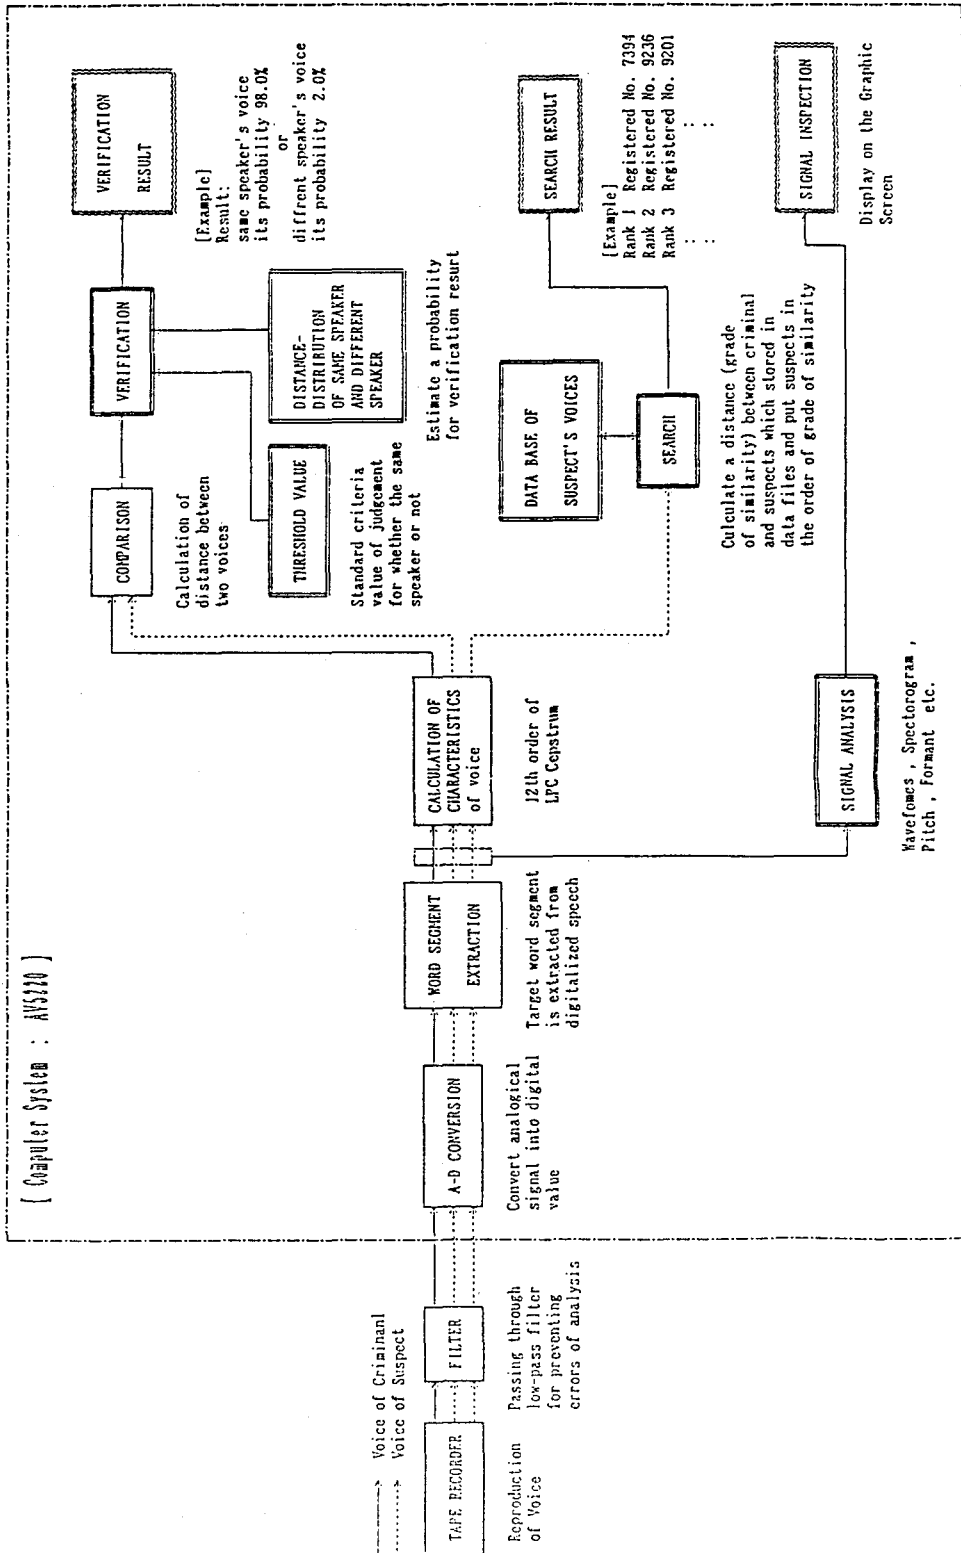 [ Computer System : AV5220 ]
———> Voice of Criminanl
······> Voice of Suspect
TAPE RECORDER
Reproduction
of Voice
FILTER
Passing through
low-pass filter
for preventing
errors of analysis
A-D CONVERSION
Convert analogical
signal into digital
value
WORD SEGMENT
EXTRACTION
Target word segment
is extracted from
digitalized speech
CALCULATION OF
CHARACTERISTICS
of voice
12th order of
LPC Cepstrum
COMPARISON
Calculation of
distance between
two voices
VERIFICATION
THRESHOLD VALUE
Standard criteria
value of judgement
for whether the same
speaker or not
DISTANCE-
DISTRIBUTION
OF SAME SPEAKER
AND DIFFERENT
SPEAKER
Estimate a probability
for verification resurt
VERIFICATION
RESULT
[Example]
Result:
same speaker's voice
its probability 98.0%
or
diffrent speaker's voice
its probability 2.0%
DATA BASE OF
SUSPECT'S VOICES
SEARCH
Culculate a distance (grade
of similarity) between criminal
and suspects which stored in
data files and put suspects in
the order of grade of similarity
SEARCH RESULT
[Example]
Rank 1 Registered No. 7394
Rank 2 Registered No. 9236
Rank 3 Registered No. 9201
: : : :
: : : :
SIGNAL ANALYSIS
Wavefomes , Spectorogram ,
Pitch , Formant etc.
SIGNAL INSPECTION
Display on the Graphic
Screen